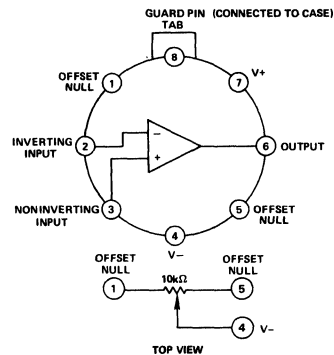 GUARD PIN (CONNECTED TO CASE)
TAB
8
OFFSET
NULL
1
7
V+
INVERTING
INPUT
2
−
+
6
OUTPUT
NONINVERTING
INPUT
3
5
OFFSET
NULL
4
V−
OFFSET
NULL
OFFSET
NULL
10kΩ
1
5
4
V−
TOP VIEW